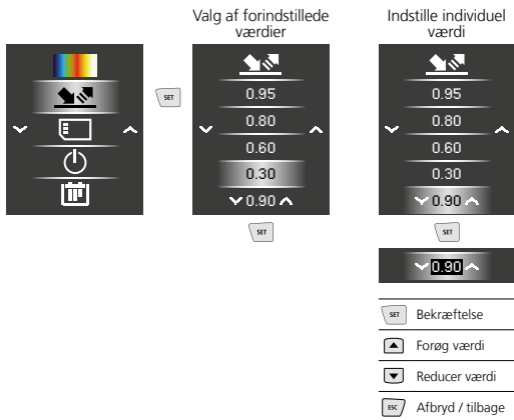 Valg af forindstillede
værdier
Indstille individuel
værdi
SET
0.95
0.80
0.60
0.30
0.90
SET
0.95
0.80
0.60
0.30
0.90
SET
0.90
SET Bekræftelse
Forøg værdi
Reducer værdi
ESC Afbryd / tilbage